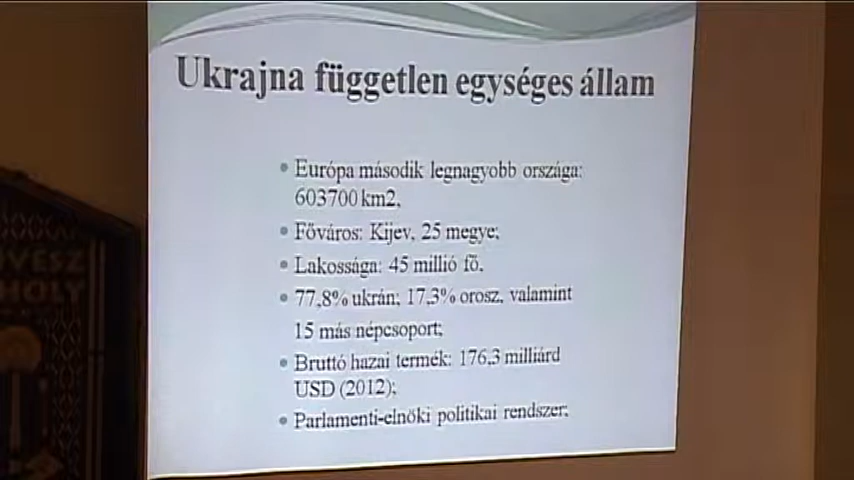 Ukrajna független egységes állam
• Európa második legnagyobb országa:
603700 km2,
• Főváros: Kijev, 25 megye;
• Lakossága: 45 millió fő.
• 77,8% ukrán; 17,3% orosz, valamint
15 más népcsoport;
• Bruttó hazai termék: 176,3 milliárd
USD (2012);
• Parlamenti-elnöki politikai rendszer;